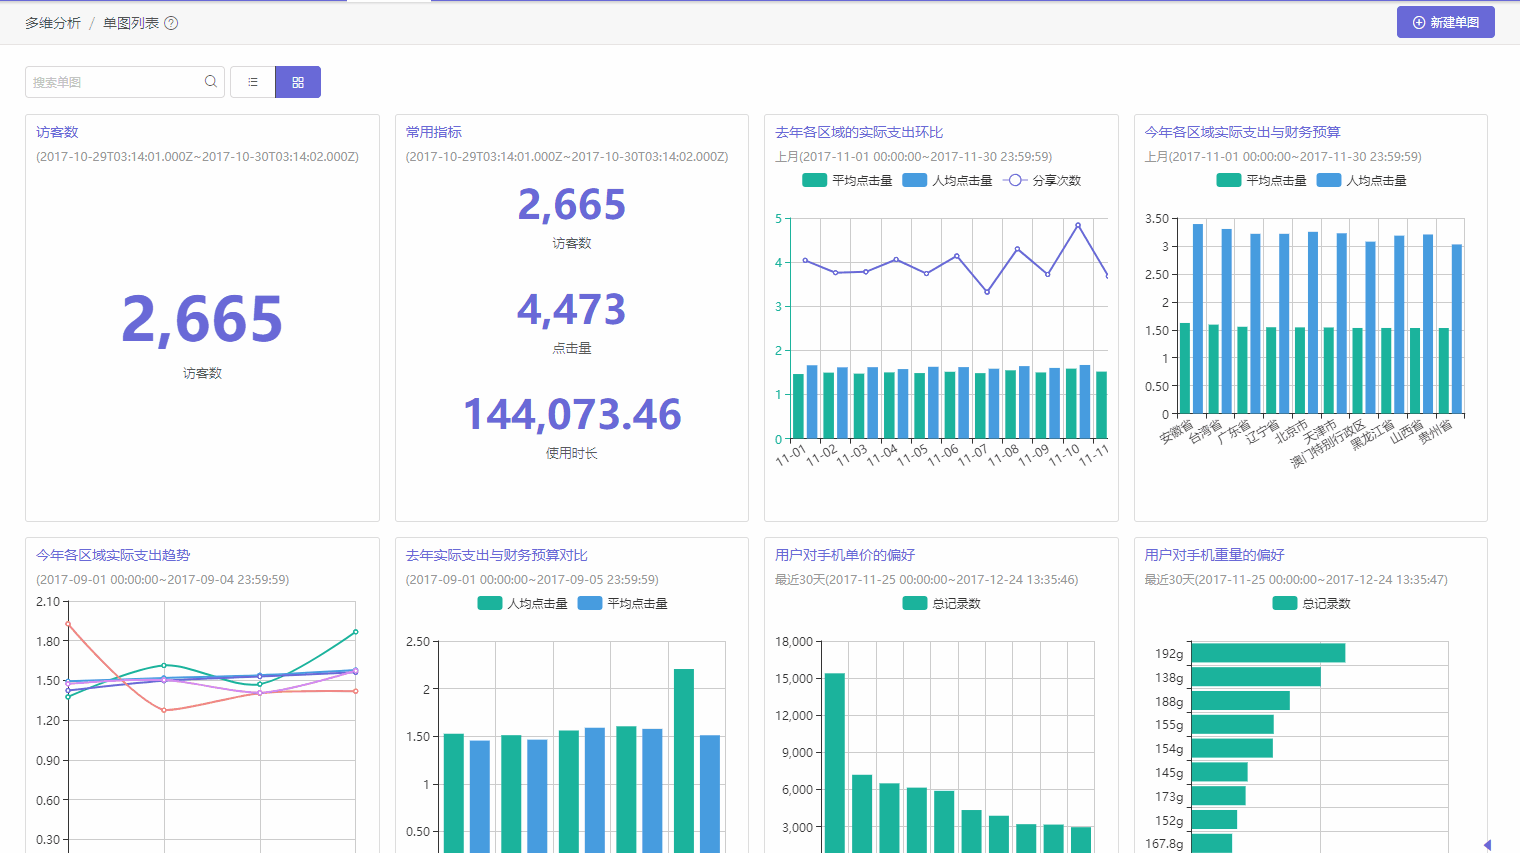 多维分析 / 单图列表
新建单图
搜索单图
访客数
(2017-10-29T03:14:01.000Z~2017-10-30T03:14:02.000Z)
2,665
访客数
常用指标
(2017-10-29T03:14:01.000Z~2017-10-30T03:14:02.000Z)
2,665
访客数
4,473
点击量
144,073.46
使用时长
去年各区域的实际支出环比
上月(2017-11-01 00:00:00~2017-11-30 23:59:59)
平均点击量 人均点击量 分享次数
5
4
3
2
1
0
11-01 11-02 11-03 11-04 11-05 11-06 11-07 11-08 11-09 11-10 11-11
今年各区域实际支出与财务预算
上月(2017-11-01 00:00:00~2017-11-30 23:59:59)
平均点击量 人均点击量
3.50
3
2.50
2
1.50
1
0.50
0
安徽省 台湾省 广东省 辽宁省 北京市 天津市 澳门特别行政区 黑龙江省 山西省 贵州省
今年各区域实际支出趋势
(2017-09-01 00:00:00~2017-09-04 23:59:59)
2.10
1.80
1.50
1.20
0.90
0.60
0.30
去年实际支出与财务预算对比
(2017-09-01 00:00:00~2017-09-05 23:59:59)
人均点击量 平均点击量
2.50
2
1.50
1
0.50
用户对手机单价的偏好
最近30天(2017-11-25 00:00:00~2017-12-24 13:35:46)
总记录数
18,000
15,000
12,000
9,000
6,000
3,000
用户对手机重量的偏好
最近30天(2017-11-25 00:00:00~2017-12-24 13:35:47)
总记录数
192g
138g
188g
155g
154g
145g
173g
152g
167.8g